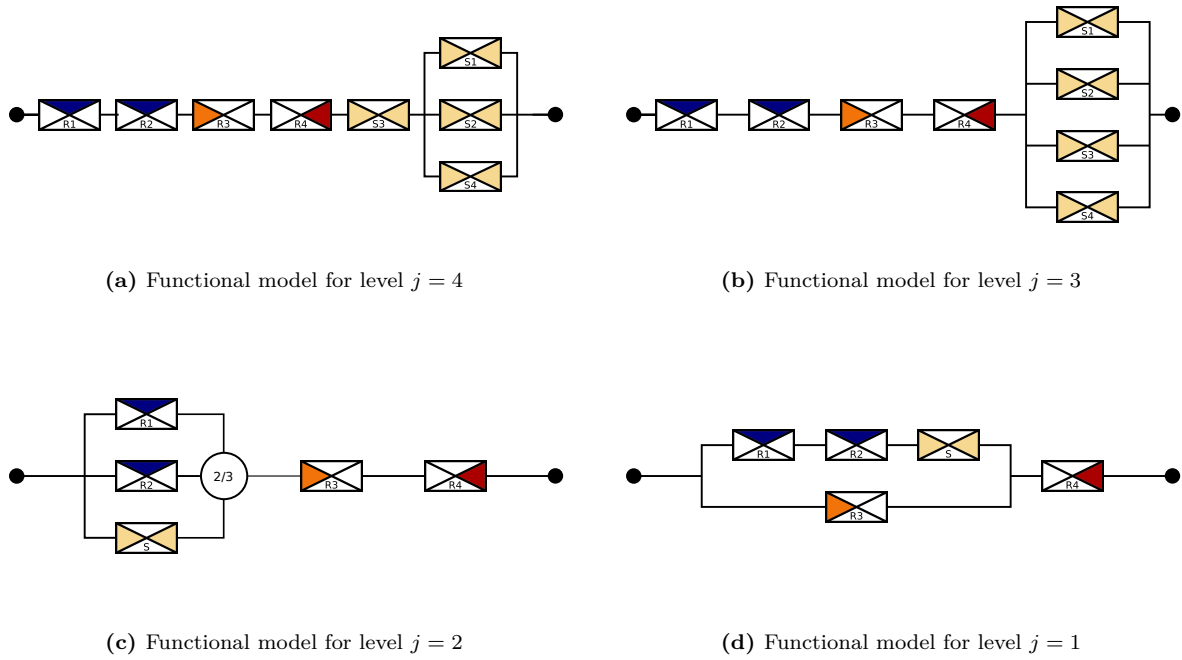 S1
R1 R2 R3 R4 S3 S2
S4
(a) Functional model for level j = 4
S1
S2
R1 R2 R3 R4
S3
S4
(b) Functional model for level j = 3
R1
R2 2/3 R3 R4
S
(c) Functional model for level j = 2
R1 R2 S
R4
R3
(d) Functional model for level j = 1